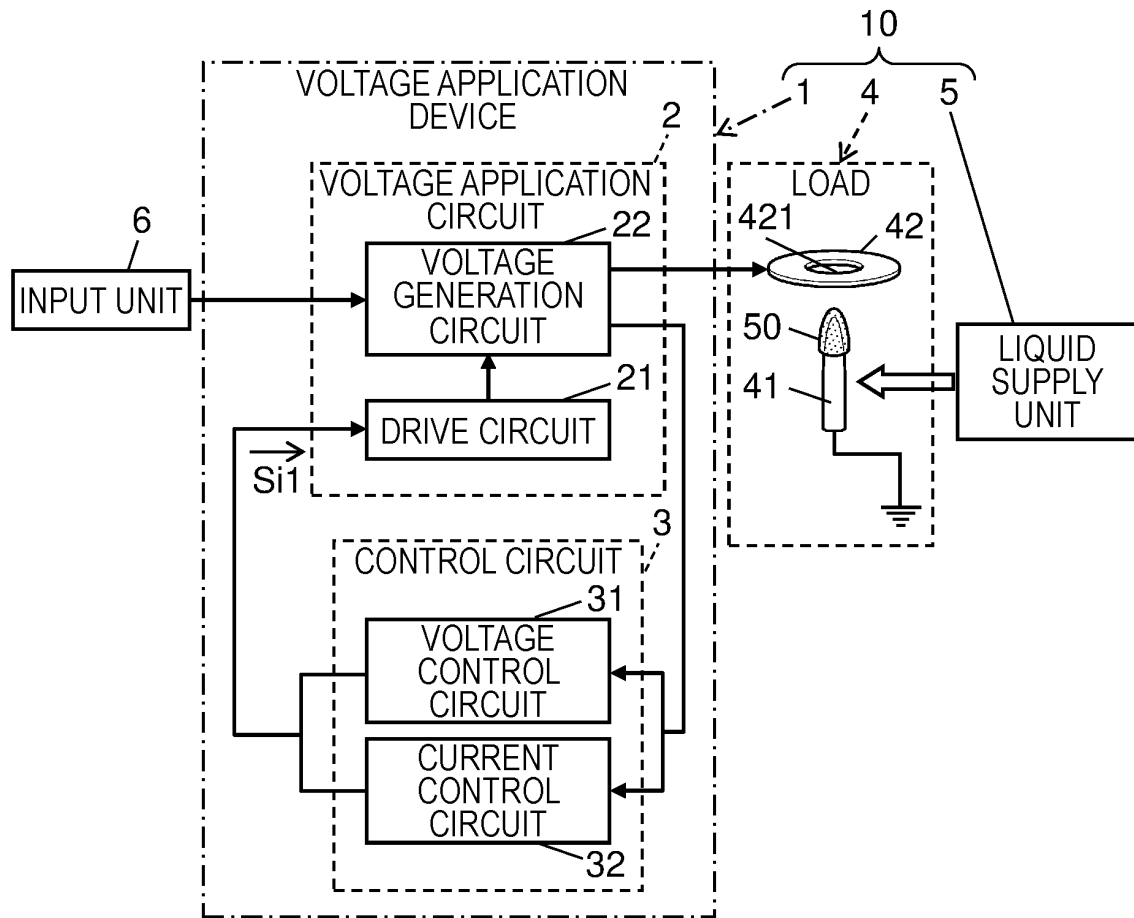 10
1
4
5
VOLTAGE APPLICATION
DEVICE
2
VOLTAGE APPLICATION
CIRCUIT
LOAD
421
42
6
22
INPUT UNIT
VOLTAGE
GENERATION
CIRCUIT
50
41
LIQUID
SUPPLY
UNIT
21
DRIVE CIRCUIT
Si1
3
CONTROL CIRCUIT
31
VOLTAGE
CONTROL
CIRCUIT
CURRENT
CONTROL
CIRCUIT
32